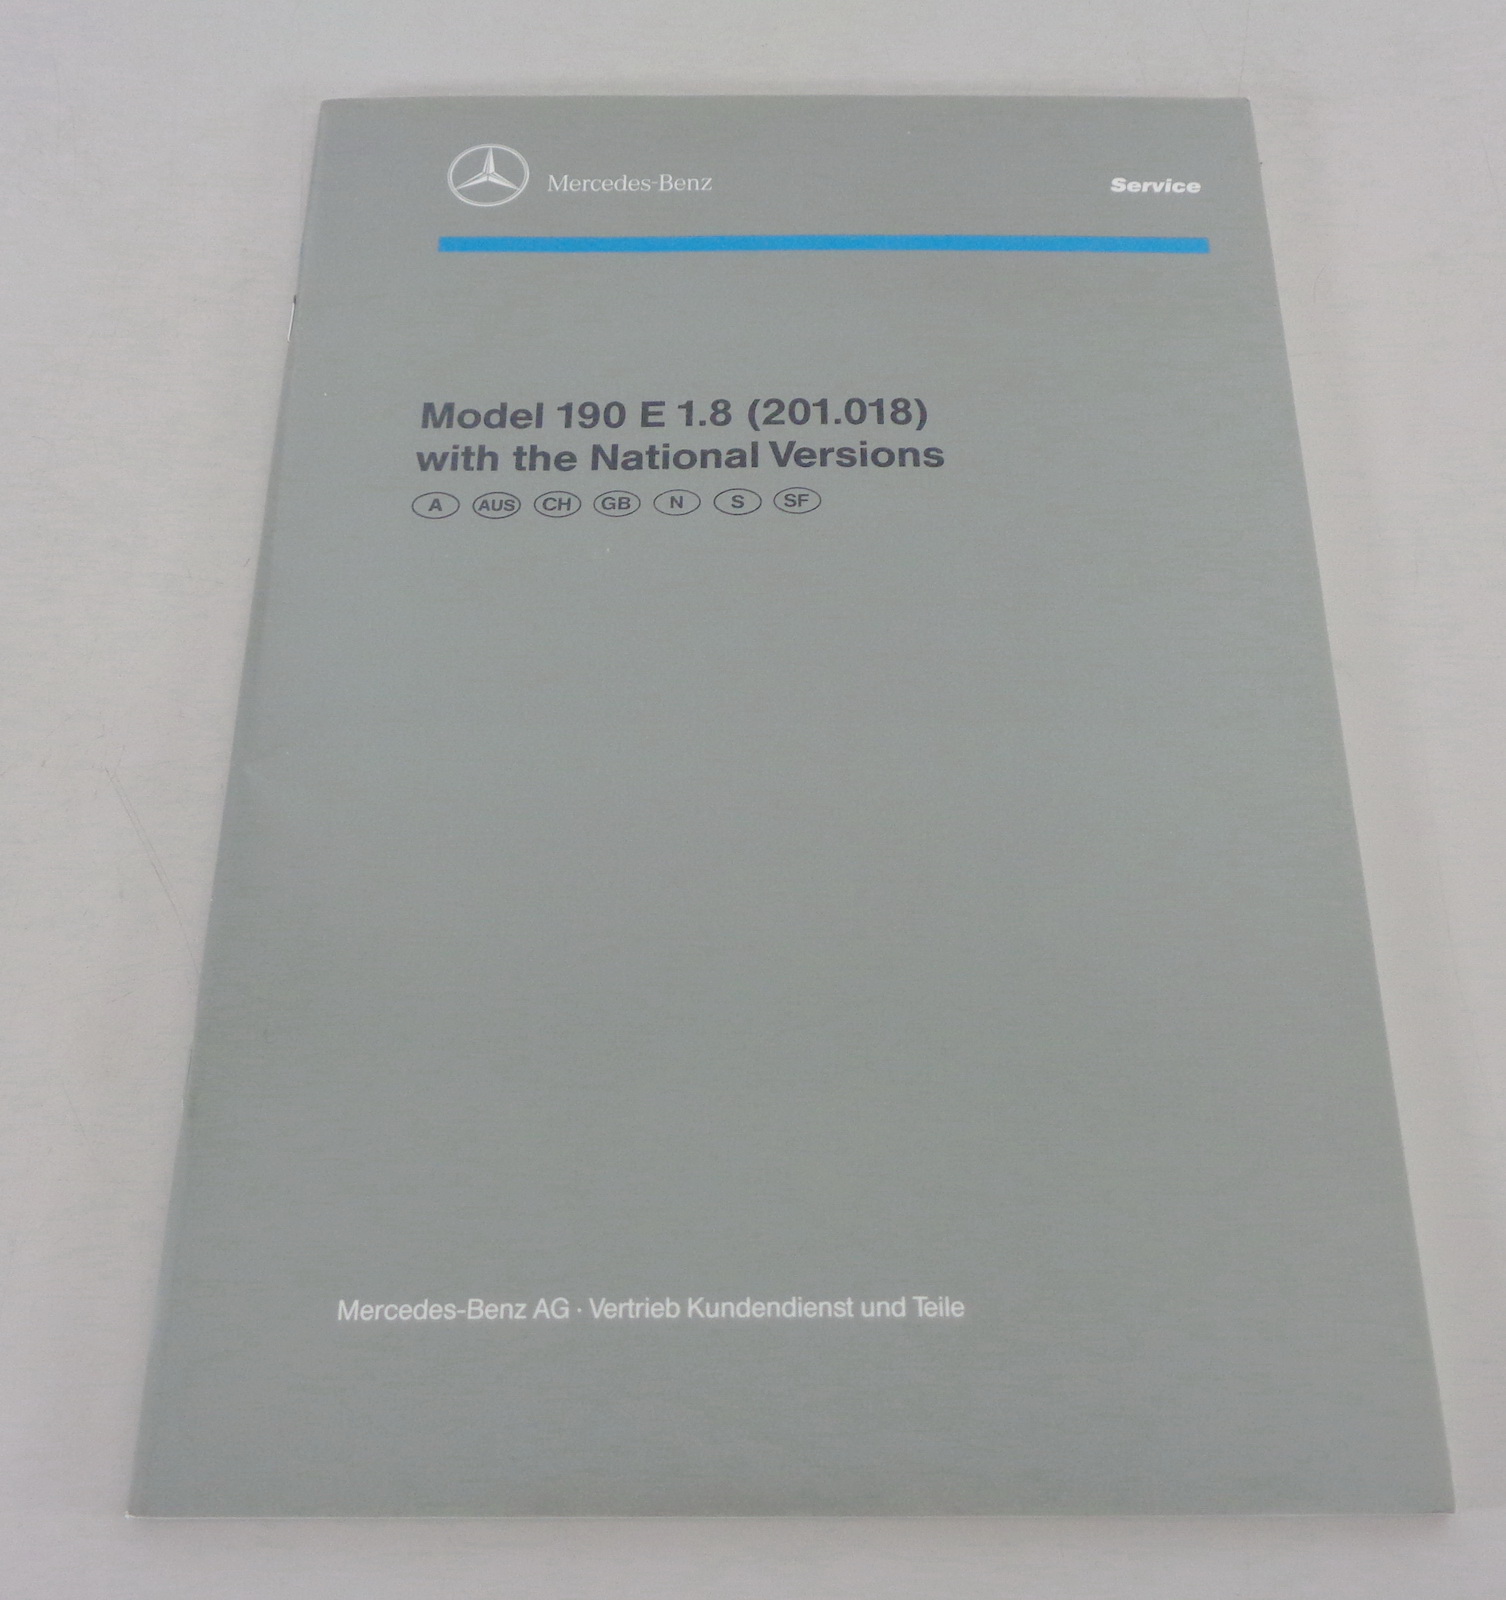 Mercedes-Benz
Service
Model 190 E 1.8 (201.018)
with the National Versions
A AUS CH GB N S SF
Mercedes-Benz AG · Vertrieb Kundendienst und Teile